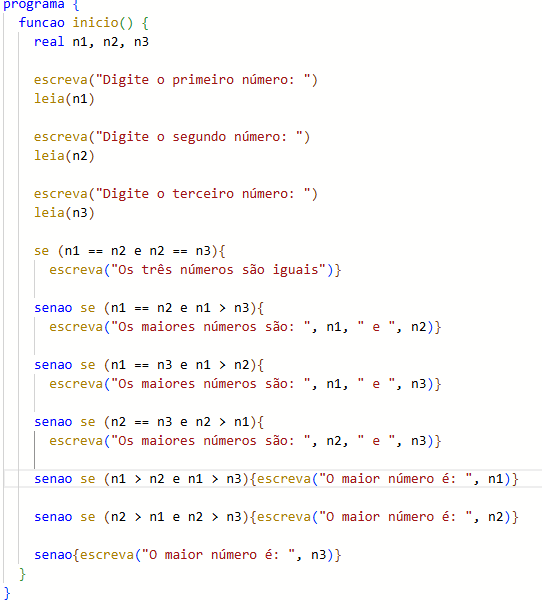 programa {
funcao inicio() {
real n1, n2, n3
escreva("Digite o primeiro número: ")
leia(n1)
escreva("Digite o segundo número: ")
leia(n2)
escreva("Digite o terceiro número: ")
leia(n3)
se (n1 == n2 e n2 == n3){
escreva("Os três números são iguais")}
senao se (n1 == n2 e n1 > n3){
escreva("Os maiores números são: ", n1, " e ", n2)}
senao se (n1 == n3 e n1 > n2){
escreva("Os maiores números são: ", n1, " e ", n3)}
senao se (n2 == n3 e n2 > n1){
escreva("Os maiores números são: ", n2, " e ", n3)}
senao se (n1 > n2 e n1 > n3){escreva("O maior número é: ", n1)}
senao se (n2 > n1 e n2 > n3){escreva("O maior número é: ", n2)}
senao{escreva("O maior número é: ", n3)}
}
}